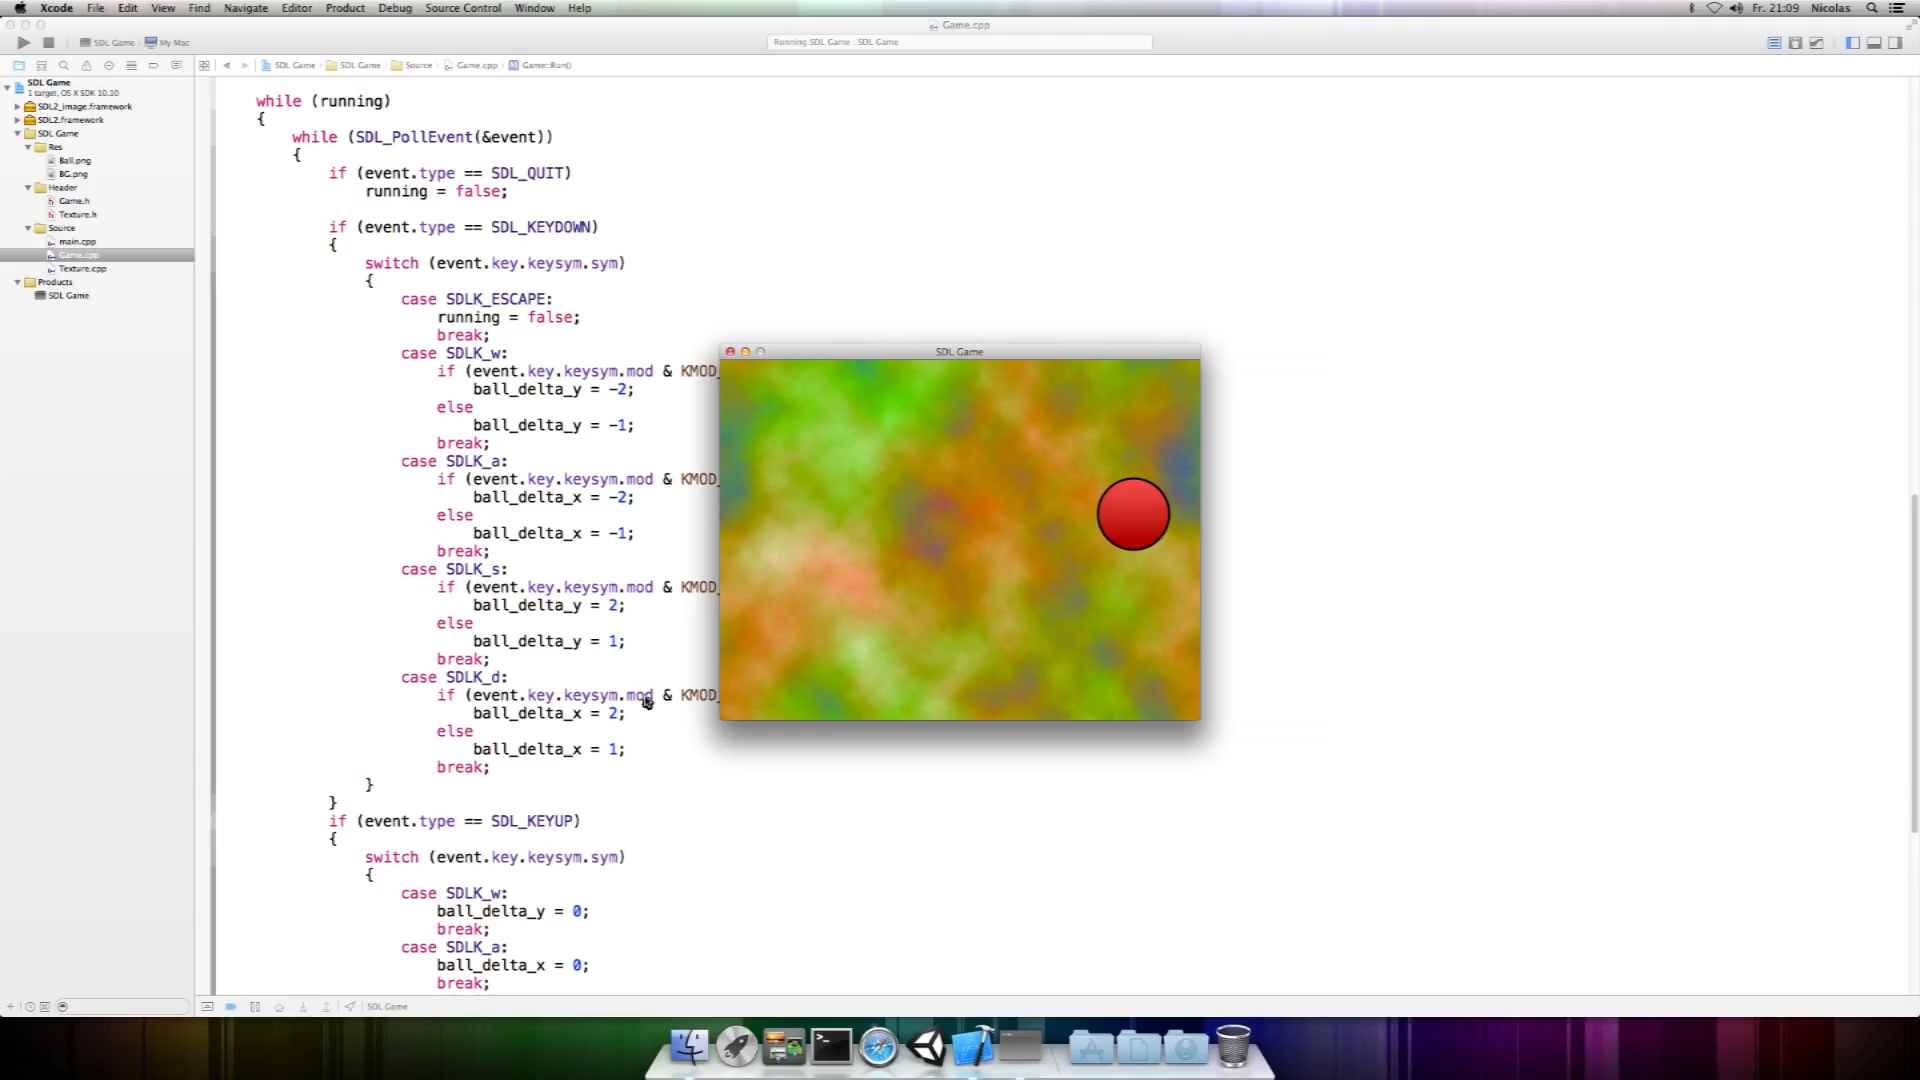 Xcode File Edit View Find Navigate Editor Product Debug Source Control Window Help Fr. 21:09 Nicolas
Game.cpp
SDL Game My Mac Running SDL Game : SDL Game
SDL Game SDL Game Source Game.cpp Game::Run()
SDL Game
1 target, OS X SDK 10.10
SDL2_image.framework
SDL2.framework
SDL Game
Res
Ball.png
BG.png
Header
Game.h
Texture.h
Source
main.cpp
Game.cpp
Texture.cpp
Products
SDL Game
while (running)
{
while (SDL_PollEvent(&event))
{
if (event.type == SDL_QUIT)
running = false;
if (event.type == SDL_KEYDOWN)
{
switch (event.key.keysym.sym)
{
case SDLK_ESCAPE:
running = false;
break;
case SDLK_w:
if (event.key.keysym.mod & KMOD_
ball_delta_y = -2;
else
ball_delta_y = -1;
break;
case SDLK_a:
if (event.key.keysym.mod & KMOD_
ball_delta_x = -2;
else
ball_delta_x = -1;
break;
case SDLK_s:
if (event.key.keysym.mod & KMOD_
ball_delta_y = 2;
else
ball_delta_y = 1;
break;
case SDLK_d:
if (event.key.keysym.mod & KMOD_
ball_delta_x = 2;
else
ball_delta_x = 1;
break;
}
}
if (event.type == SDL_KEYUP)
{
switch (event.key.keysym.sym)
{
case SDLK_w:
ball_delta_y = 0;
break;
case SDLK_a:
ball_delta_x = 0;
break;
SDL Game
SDL Game